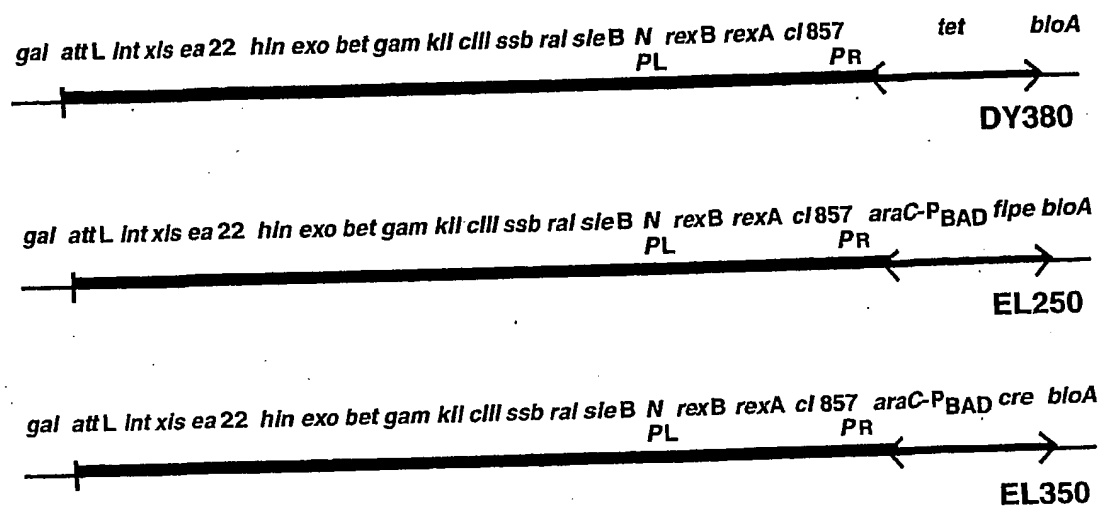 gal attL int xis ea22 hin exo bet gam kil cIII ssb ral sieB N rexB rexA cI857 tet bioA
PL PR
DY380
gal attL int xis ea22 hin exo bet gam kil cIII ssb ral sieB N rexB rexA cI857 araC-PBAD flpe bioA
PL PR
EL250
gal attL int xis ea22 hin exo bet gam kil cIII ssb ral sieB N rexB rexA cI857 araC-PBAD cre bioA
PL PR
EL350